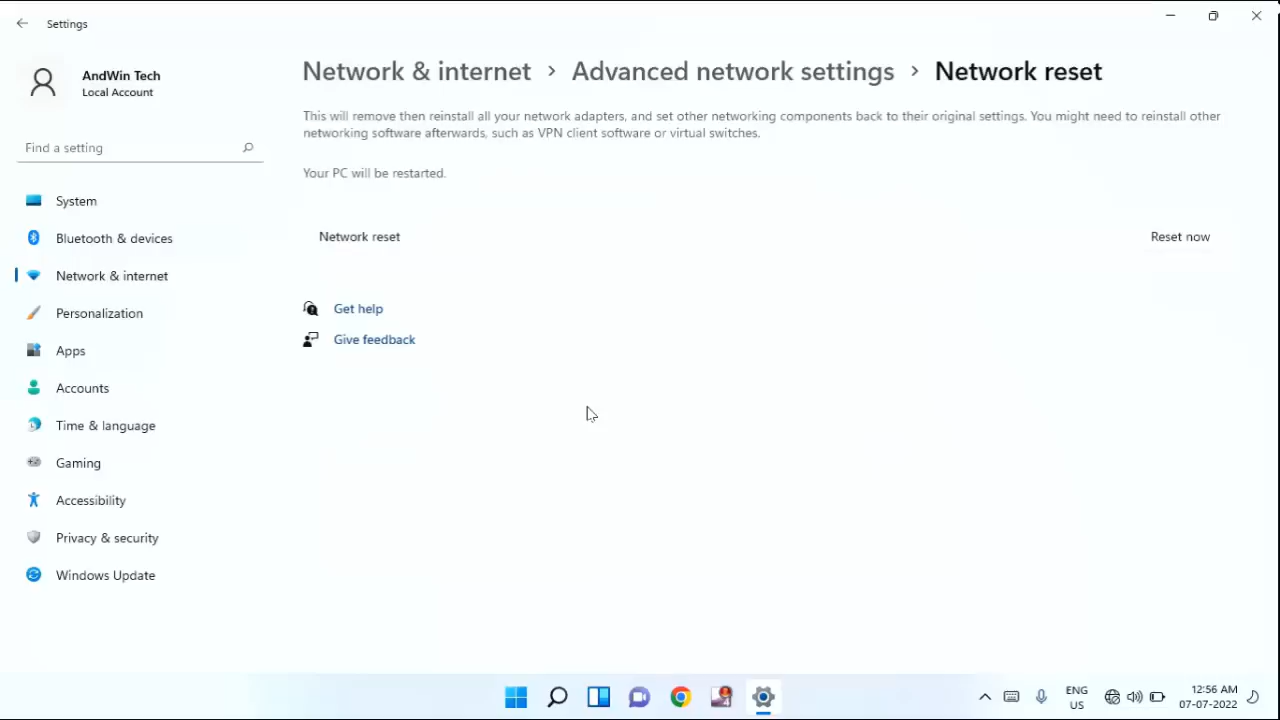 Settings
AndWin Tech
Local Account
Find a setting
System
Bluetooth & devices
Network & internet
Personalization
Apps
Accounts
Time & language
Gaming
Accessibility
Privacy & security
Windows Update
Network & internet > Advanced network settings > Network reset
This will remove then reinstall all your network adapters, and set other networking components back to their original settings. You might need to reinstall other
networking software afterwards, such as VPN client software or virtual switches.
Your PC will be restarted.
Network reset Reset now
Get help
Give feedback
ENG
US
12:56 AM
07-07-2022